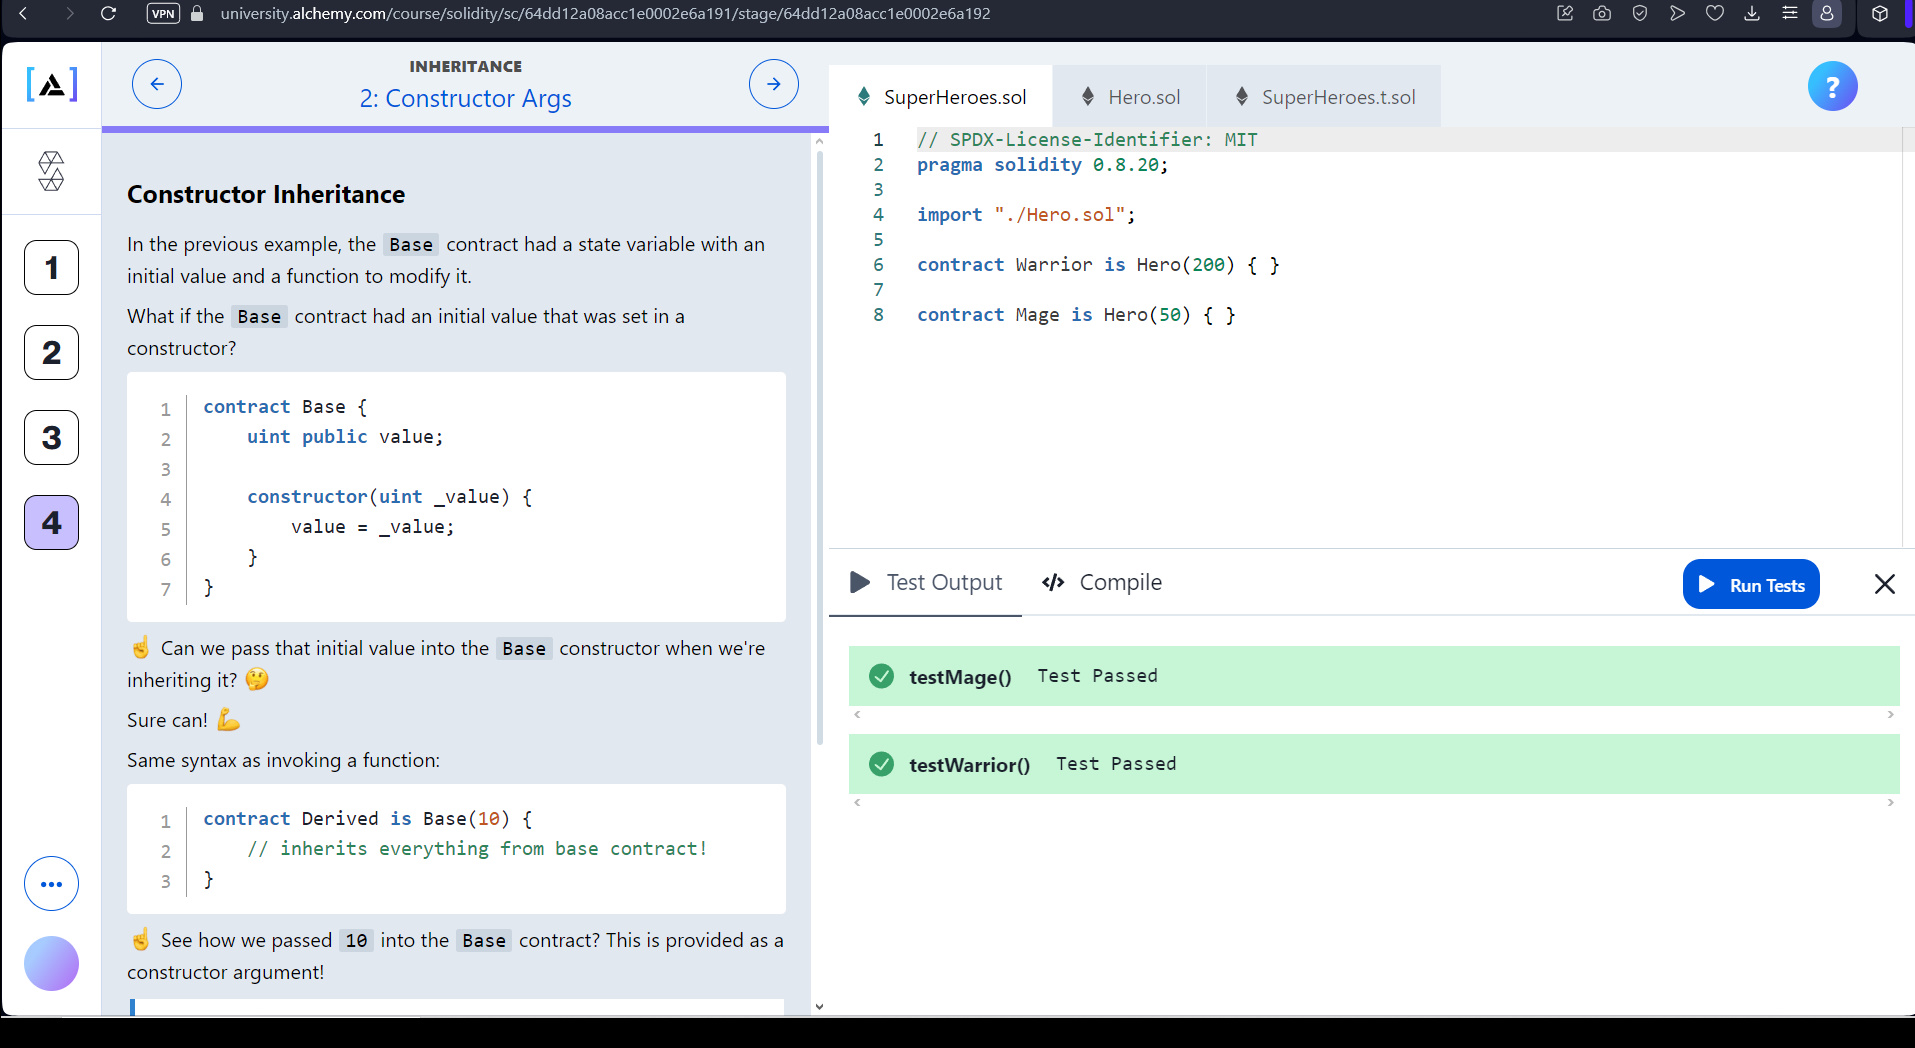 VPN university.alchemy.com/course/solidity/sc/64dd12a08acc1e0002e6a191/stage/64dd12a08acc1e0002e6a192
[A]
INHERITANCE
2: Constructor Args
1
2
3
4
Constructor Inheritance
In the previous example, the Base contract had a state variable with an
initial value and a function to modify it.
What if the Base contract had an initial value that was set in a
constructor?
1 contract Base {
2 uint public value;
3
4 constructor(uint _value) {
5 value = _value;
6 }
7 }
☝ Can we pass that initial value into the Base constructor when we're
inheriting it? 🤔
Sure can! 💪
Same syntax as invoking a function:
1 contract Derived is Base(10) {
2 // inherits everything from base contract!
3 }
☝ See how we passed 10 into the Base contract? This is provided as a
constructor argument!
SuperHeroes.sol Hero.sol SuperHeroes.t.sol
?
1 // SPDX-License-Identifier: MIT
2 pragma solidity 0.8.20;
3
4 import "./Hero.sol";
5
6 contract Warrior is Hero(200) { }
7
8 contract Mage is Hero(50) { }
Test Output </> Compile Run Tests
testMage() Test Passed
testWarrior() Test Passed